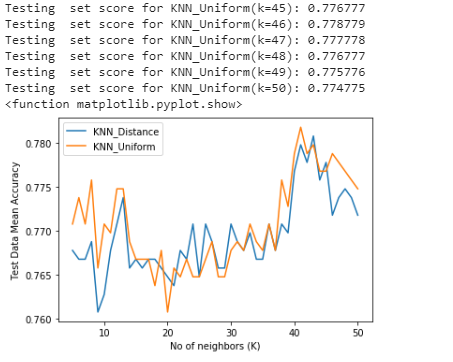 Testing  set score for KNN_Uniform(k=45): 0.776777
Testing  set score for KNN_Uniform(k=46): 0.778779
Testing  set score for KNN_Uniform(k=47): 0.777778
Testing  set score for KNN_Uniform(k=48): 0.776777
Testing  set score for KNN_Uniform(k=49): 0.775776
Testing  set score for KNN_Uniform(k=50): 0.774775
<function matplotlib.pyplot.show>
KNN_Distance
KNN_Uniform
Test Data Mean Accuracy
0.780
0.775
0.770
0.765
0.760
10 20 30 40 50
No of neighbors (K)